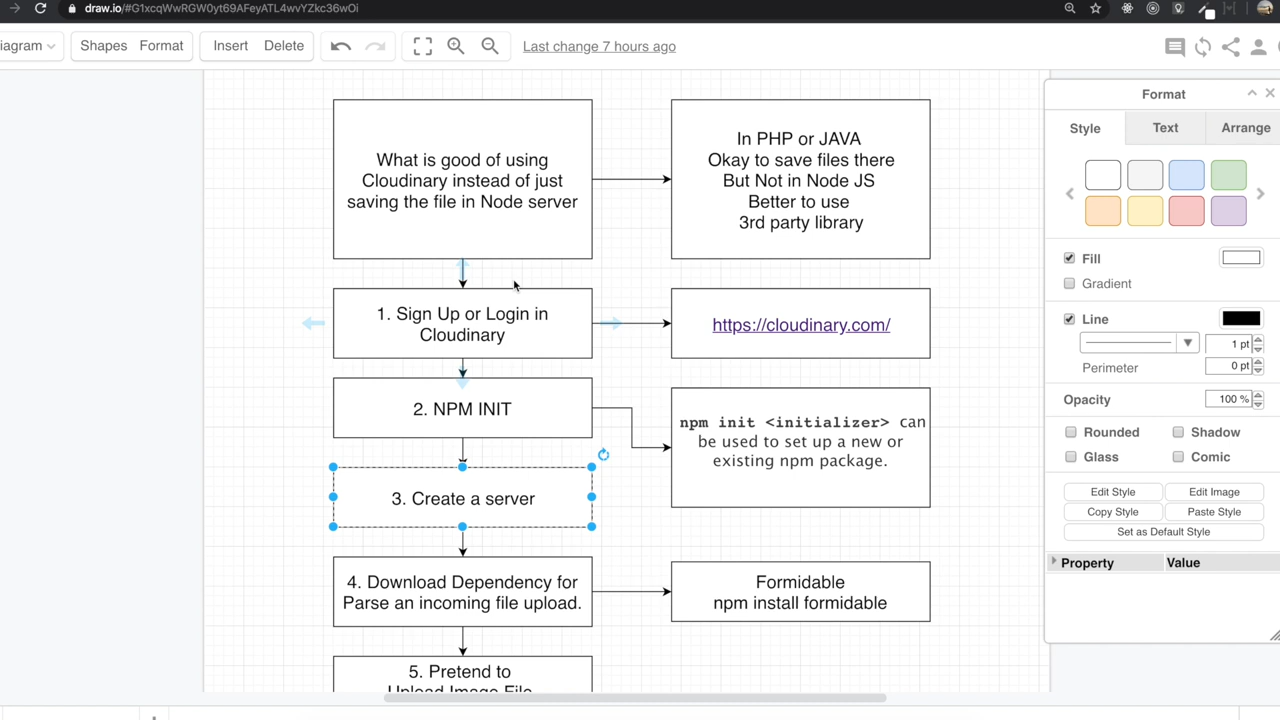 draw.io/#G1xcqWwRGW0yt69AFeyATL4wvYZkc36wOi
iagram
Shapes
Format
Insert
Delete
Last change 7 hours ago
What is good of using
Cloudinary instead of just
saving the file in Node server
In PHP or JAVA
Okay to save files there
But Not in Node JS
Better to use
3rd party library
1. Sign Up or Login in
Cloudinary
https://cloudinary.com/
2. NPM INIT
npm init <initializer> can
be used to set up a new or
existing npm package.
3. Create a server
4. Download Dependency for
Parse an incoming file upload.
Formidable
npm install formidable
5. Pretend to
Upload Image File
Format
Style
Text
Arrange
Fill
Gradient
Line
1 pt
Perimeter
0 pt
Opacity
100 %
Rounded
Shadow
Glass
Comic
Edit Style
Edit Image
Copy Style
Paste Style
Set as Default Style
Property
Value